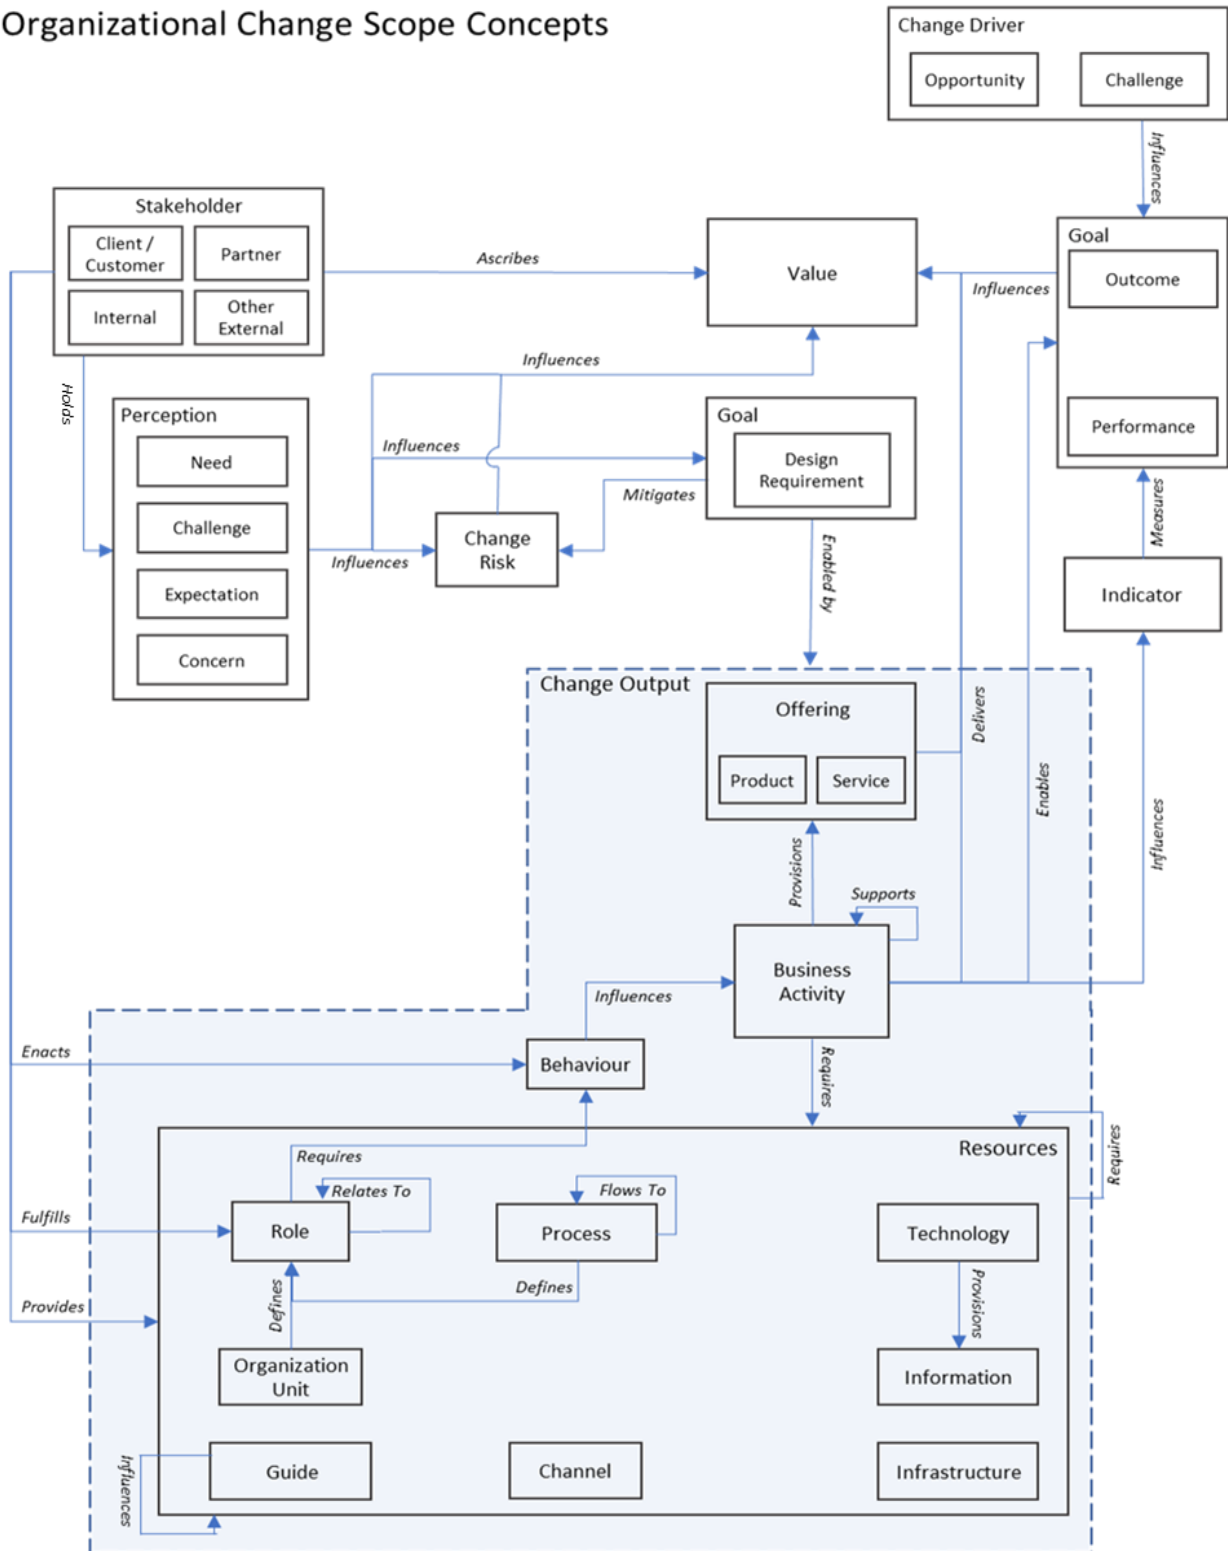 Organizational Change Scope Concepts
Change Driver
Opportunity
Challenge
Influences
Stakeholder
Client /
Customer
Partner
Internal
Other
External
Ascribes
Value
Influences
Goal
Outcome
Performance
Holds
Influences
Perception
Need
Challenge
Expectation
Concern
Influences
Mitigates
Influences
Change
Risk
Goal
Design
Requirement
Enabled by
Measures
Indicator
Change Output
Offering
Product
Service
Delivers
Enables
Influences
Provisions
Supports
Business
Activity
Influences
Enacts
Behaviour
Requires
Resources
Requires
Requires
Relates To
Flows To
Fulfills
Role
Process
Technology
Defines
Defines
Provisions
Provides
Organization
Unit
Information
Influences
Guide
Channel
Infrastructure